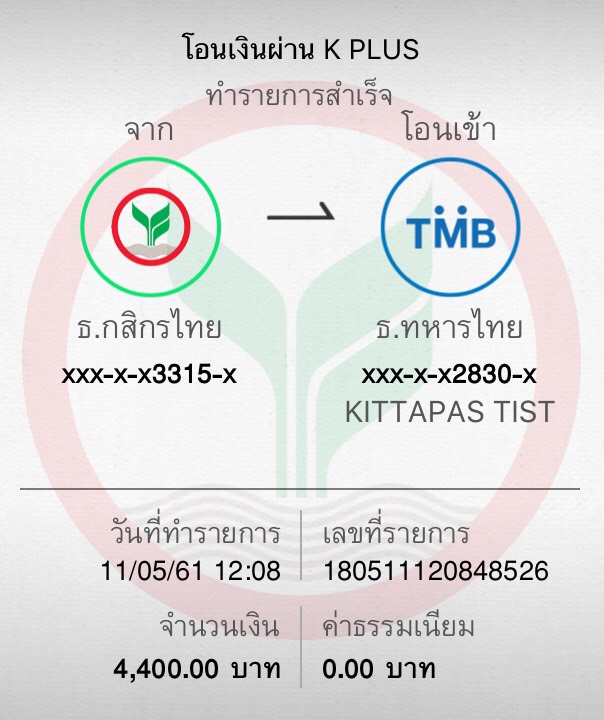 โอนเงินผ่าน K PLUS
ทำรายการสำเร็จ
จาก
โอนเข้า
TMB
ธ.กสิกรไทย
ธ.ทหารไทย
xxx-x-x3315-x
xxx-x-x2830-x
KITTAPAS TIST
วันที่ทำรายการ
เลขที่รายการ
11/05/61 12:08
180511120848526
จำนวนเงิน
ค่าธรรมเนียม
4,400.00 บาท
0.00 บาท